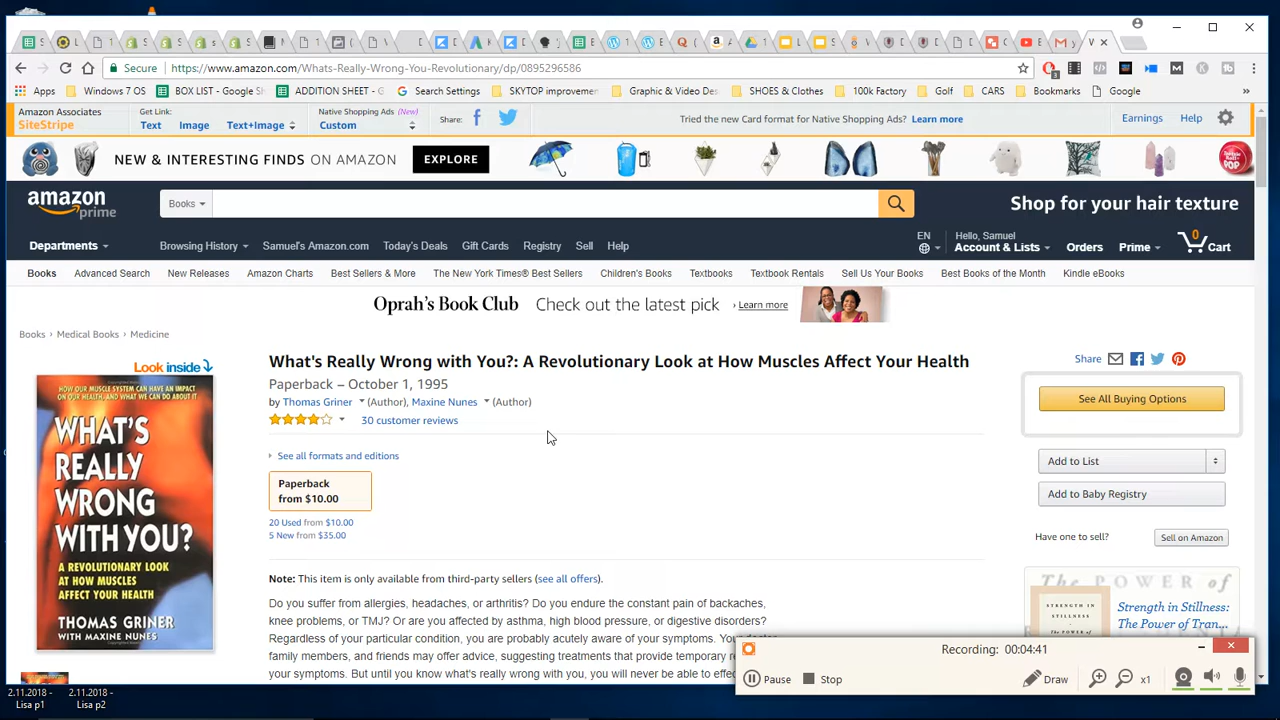 Secure https://www.amazon.com/Whats-Really-Wrong-You-Revolutionary/dp/0895296586
Apps Windows 7 OS BOX LIST - Google Sh ADDITION SHEET - G Search Settings SKYTOP improvemen Graphic & Video Des SHOES & Clothes 100k Factory Golf CARS Bookmarks Google »
Amazon Associates Get Link: Native Shopping Ads (New)
SiteStripe Text Image Text+Image Custom Share: Tried the new Card format for Native Shopping Ads? Learn more Earnings Help
NEW & INTERESTING FINDS ON AMAZON EXPLORE
amazon prime Books Shop for your hair texture
Departments Browsing History Samuel's Amazon.com Today's Deals Gift Cards Registry Sell Help EN Hello, Samuel Account & Lists Orders Prime 0 Cart
Books Advanced Search New Releases Amazon Charts Best Sellers & More The New York Times® Best Sellers Children's Books Textbooks Textbook Rentals Sell Us Your Books Best Books of the Month Kindle eBooks
Oprah's Book Club Check out the latest pick › Learn more
Books › Medical Books › Medicine
Look inside
What's Really Wrong with You?: A Revolutionary Look at How Muscles Affect Your Health
Paperback – October 1, 1995
by Thomas Griner (Author), Maxine Nunes (Author)
30 customer reviews
See all formats and editions
Paperback
from $10.00
20 Used from $10.00
5 New from $35.00
Note: This item is only available from third-party sellers (see all offers).
Do you suffer from allergies, headaches, or arthritis? Do you endure the constant pain of backaches,
knee problems, or TMJ? Or are you affected by asthma, high blood pressure, or digestive disorders?
Regardless of your particular condition, you are probably acutely aware of your symptoms.
family members, and friends may offer advice, suggesting treatments that provide temporary
your symptoms. But until you know what's really wrong with you, you will never be able to
HOW OUR MUSCLE SYSTEM CAN HAVE AN IMPACT
ON OUR HEALTH, AND WHAT WE CAN DO ABOUT IT
WHAT'S
REALLY
WRONG
WITH YOU?
A REVOLUTIONARY LOOK
AT HOW MUSCLES
AFFECT YOUR HEALTH
THOMAS GRINER
WITH MAXINE NUNES
Share
See All Buying Options
Add to List
Add to Baby Registry
Have one to sell? Sell on Amazon
The POWER of
STRENGTH IN STILLNESS
Strength in Stillness:
The Power of Tran...
Recording: 00:04:41
Pause Stop Draw x1
2.11.2018 - 2.11.2018 -
Lisa p1 Lisa p2